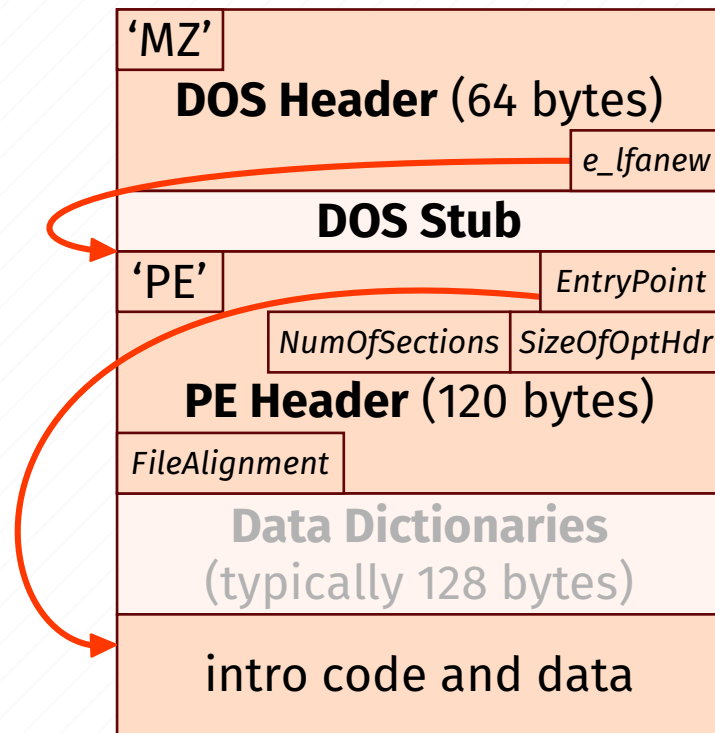 ‘MZ’
DOS Header (64 bytes)
e_lfanew
DOS Stub
‘PE’
EntryPoint
NumOfSections
SizeOfOptHdr
PE Header (120 bytes)
FileAlignment
Data Dictionaries
(typically 128 bytes)
intro code and data